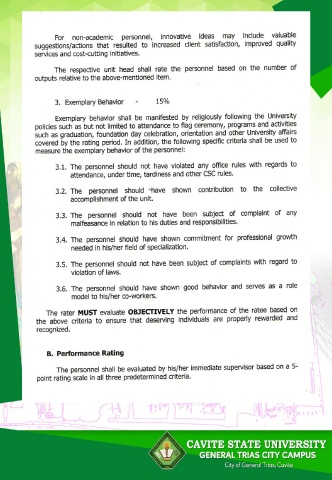 For non-academic personnel, innovative ideas may include valuable
suggestions/actions that resulted to increased client satisfaction, improved quality
services and cost-cutting initiatives.
The respective unit head shall rate the personnel based on the number of
outputs relative to the above-mentioned item.
3. Exemplary Behavior - 15%
Exemplary behavior shall be manifested by religiously following the University
policies such as but not limited to attendance to flag ceremony, programs and activities
such as graduation, foundation day celebration, orientation and other University affairs
covered by the rating period. In addition, the following specific criteria shall be used to
measure the exemplary behavior of the personnel:
3.1. The personnel should not have violated any office rules with regards to
attendance, under time, tardiness and other CSC rules.
3.2. The personnel should have shown contribution to the collective
accomplishment of the unit.
3.3. The personnel should not have been subject of complaint of any
malfeasance in relation to his duties and responsibilities.
3.4. The personnel should have shown commitment for professional growth
needed in his/her field of specialization.
3.5. The personnel should not have been subject of complaints with regard to
violation of laws.
3.6. The personnel should have shown good behavior and serves as a role
model to his/her co-workers.
The rater MUST evaluate OBJECTIVELY the performance of the ratee based on
the above criteria to ensure that deserving individuals are properly rewarded and
recognized.
B. Performance Rating
The personnel shall be evaluated by his/her immediate supervisor based on a 5-
point rating scale in all three predetermined criteria.
CAVITE STATE UNIVERSITY
GENERAL TRIAS CITY CAMPUS
City of General Trias, Cavite